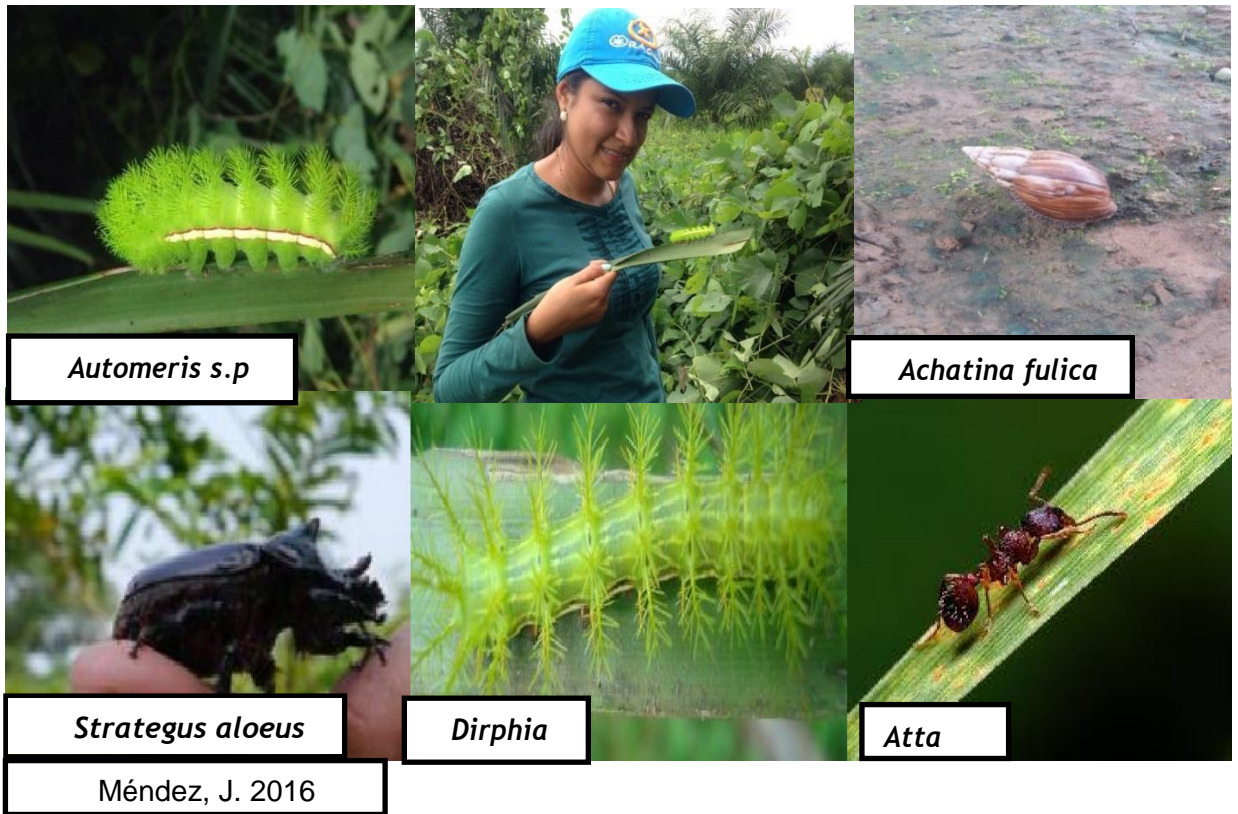 Automeris s.p
Achatina fulica
Strategus aloeus
Dirphia
Atta
Méndez, J. 2016